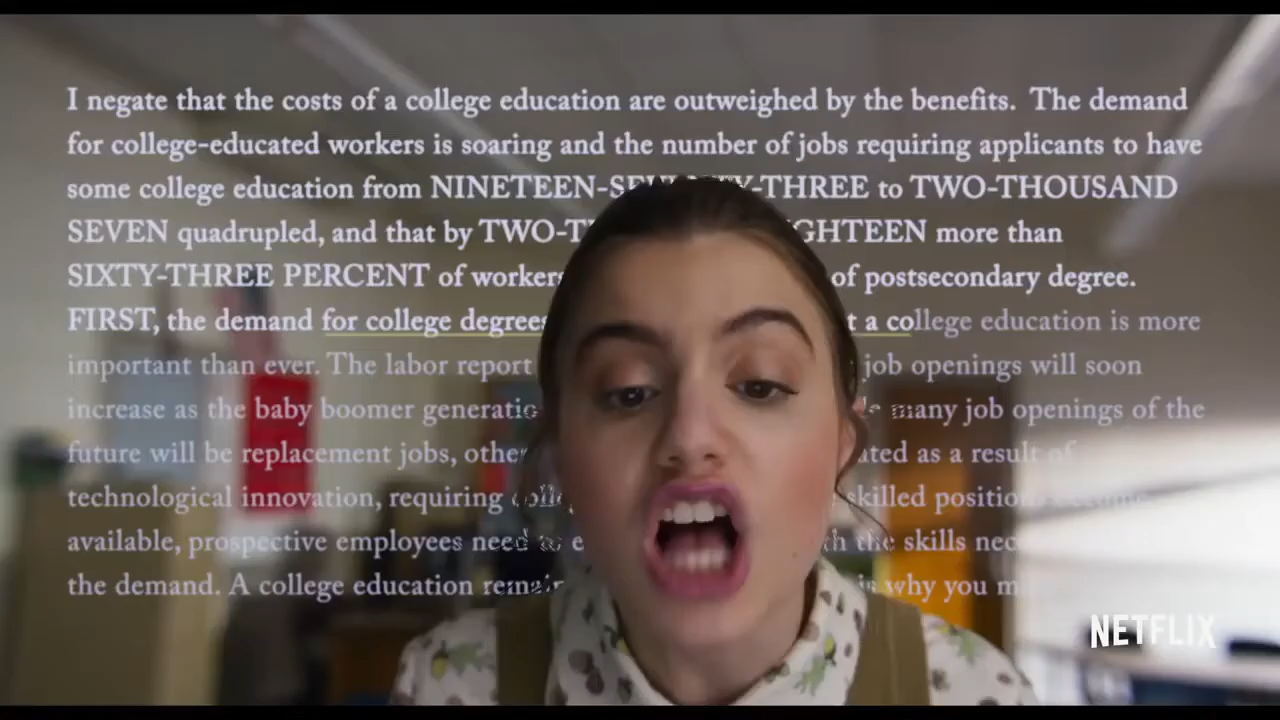 I negate that the costs of a college education are outweighed by the benefits. The demand
for college-educated workers is soaring and the number of jobs requiring applicants to have
some college education from to TWO-THOUSAND
SEVEN quadrupled, and that by more than
SIXTY-THREE PERCENT of workers of postsecondary degree.
FIRST, the demand for college degrees a college education is more
important than ever. The labor report job openings will soon
increase as the baby boomer many job openings of the
future will be replacement jobs, as a result of
technological innovation, requiring skilled
available, prospective employees need the skills
the demand. A college education why you
NETFLIX